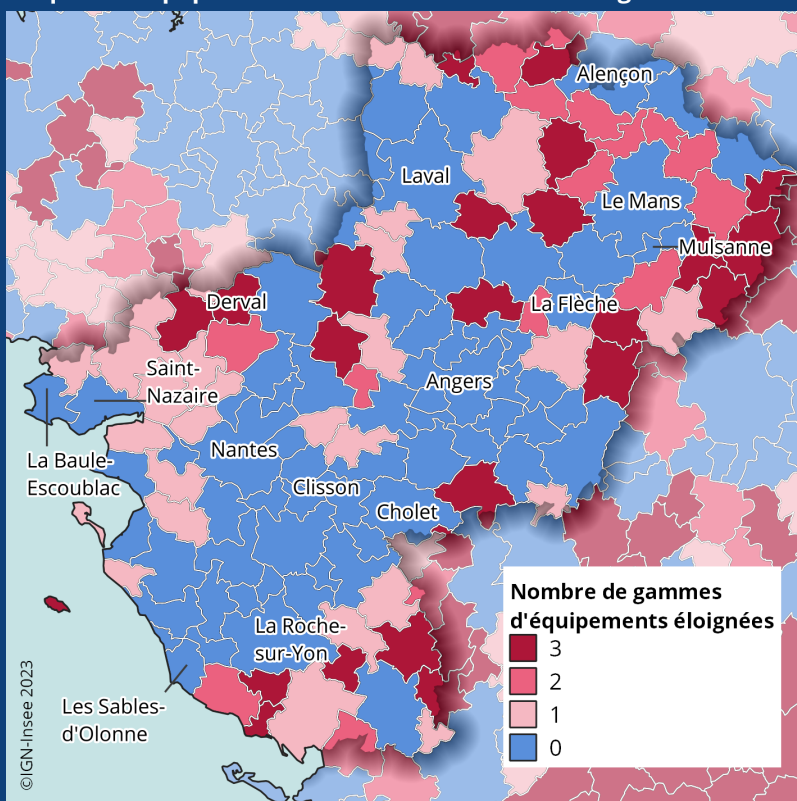 Alençon
Laval
Le Mans
Mulsanne
Derval
La Flèche
Saint-
Nazaire
Angers
Nantes
La Baule-
Escoublac
Clisson
Cholet
La Roche-
sur-Yon
Les Sables-
d'Olonne
Nombre de gammes
d'équipements éloignées
3
2
1
0
©IGN-Insee 2023